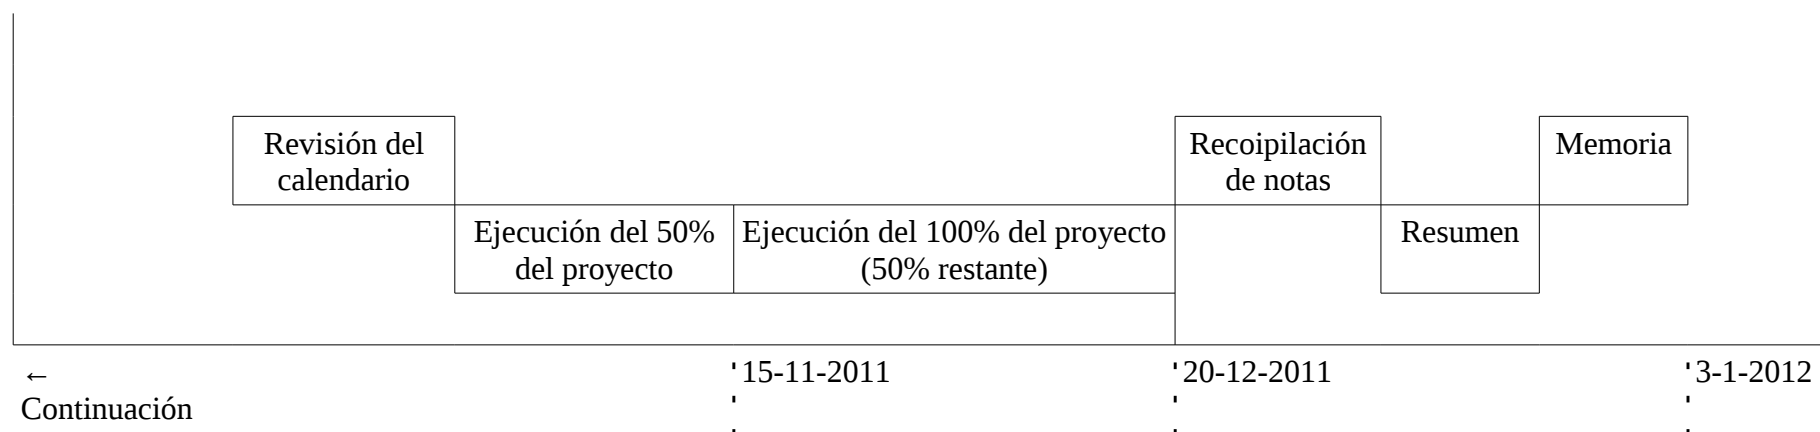 Revisión del
calendario
Recoipilación
de notas
Memoria
Ejecución del 50%
del proyecto
Ejecución del 100% del proyecto
(50% restante)
Resumen
←
Continuación
15-11-2011
20-12-2011
3-1-2012